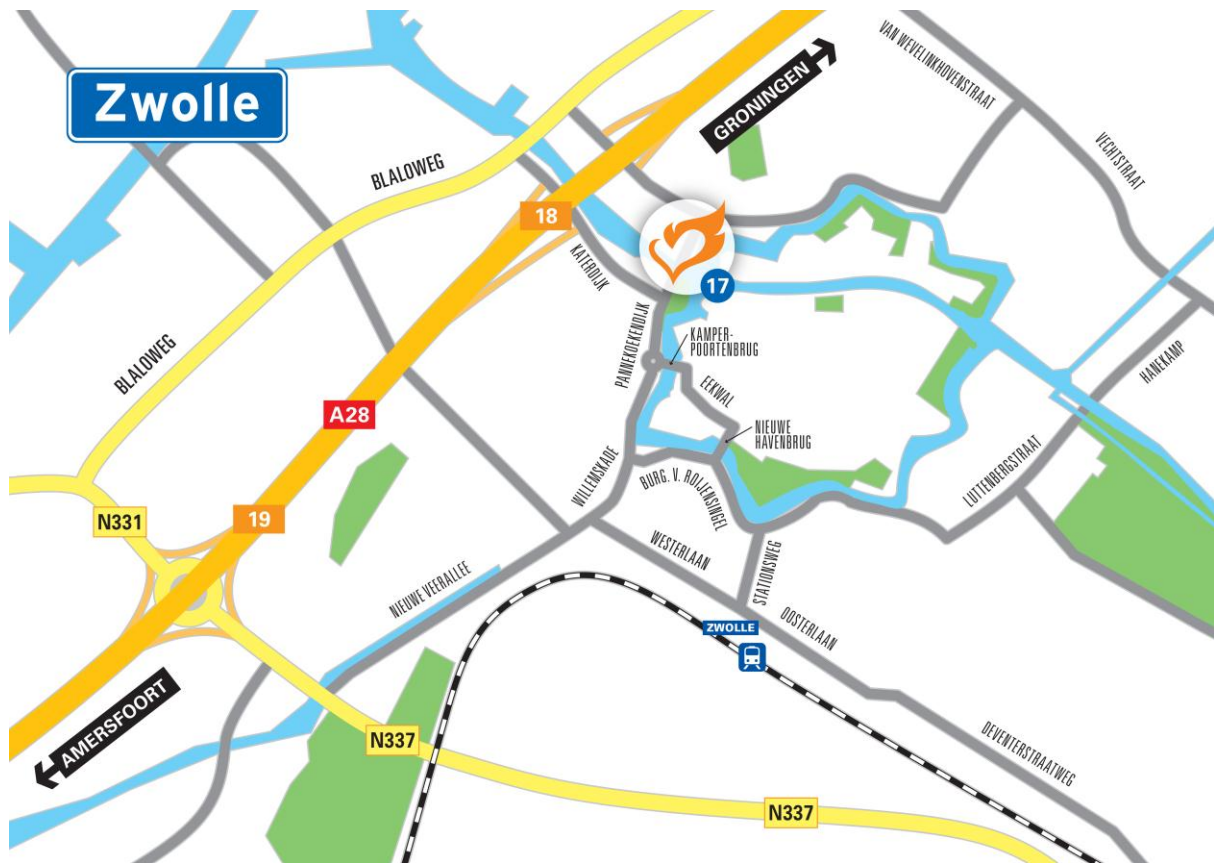 Zwolle
GRONINGEN
VAN WEVELINKHOVENSTRAAT
VECHTSTRAAT
BLALOWEG
18
KATERDIJK
17
BLALOWEG
PANNEKOEKENDIJK
KAMPER-
POORTENBRUG
HANEKAMP
EEKWAL
A28
NIEUWE
HAVENBRUG
WILLEMSKADE
BURG. V. ROIJENSINGEL
LUTTENBERGSTRAAT
N331
19
WESTERLAAN
STATIONSWEG
NIEUWE VEERALLEE
OOSTERLAAN
ZWOLLE
AMERSFOORT
N337
DEVENTERSTRAATWEG
N337